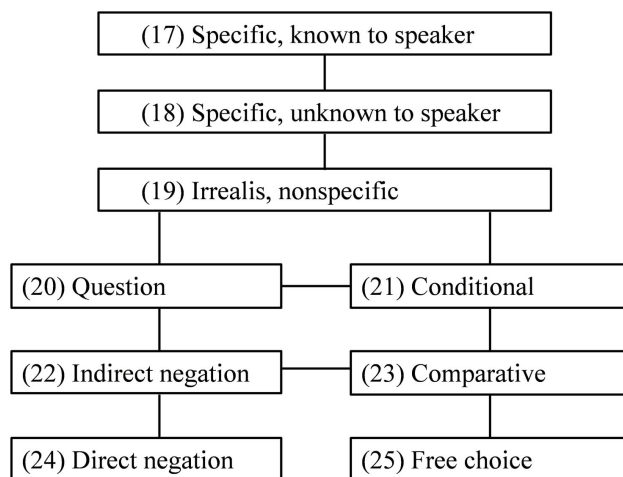 (17) Specific, known to speaker
(18) Specific, unknown to speaker
(19) Irrealis, nonspecific
(20) Question
(21) Conditional
(22) Indirect negation
(23) Comparative
(24) Direct negation
(25) Free choice